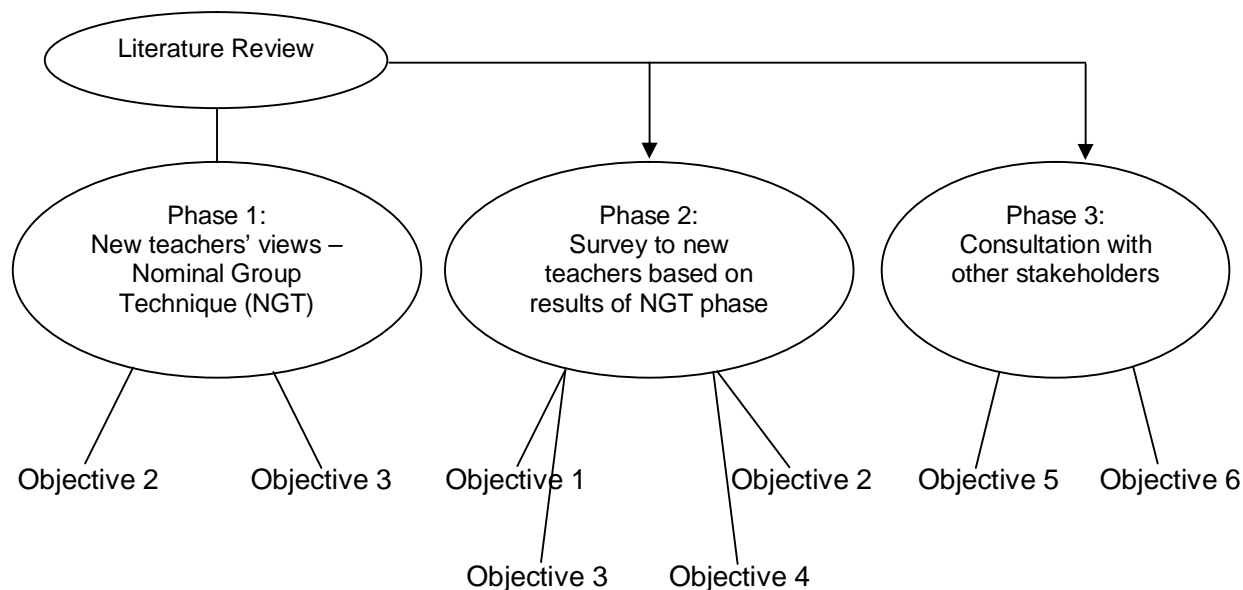 Literature Review
Phase 1:
New teachers’ views –
Nominal Group
Technique (NGT)
Phase 2:
Survey to new
teachers based on
results of NGT phase
Phase 3:
Consultation with
other stakeholders
Objective 2
Objective 3
Objective 1
Objective 2
Objective 5
Objective 6
Objective 3
Objective 4